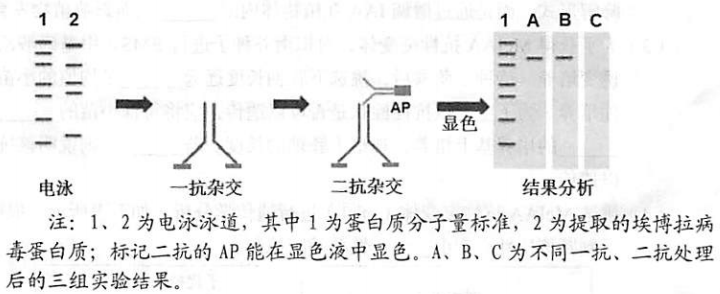 1 2
1 A B C
AP
显色
电泳
一抗杂交
二抗杂交
结果分析
注：1、2为电泳泳道，其中1为蛋白质分子量标准，2为提取的埃博拉病
毒蛋白质；标记二抗的AP能在显色液中显色。A、B、C为不同一抗、二抗处理
后的三组实验结果。